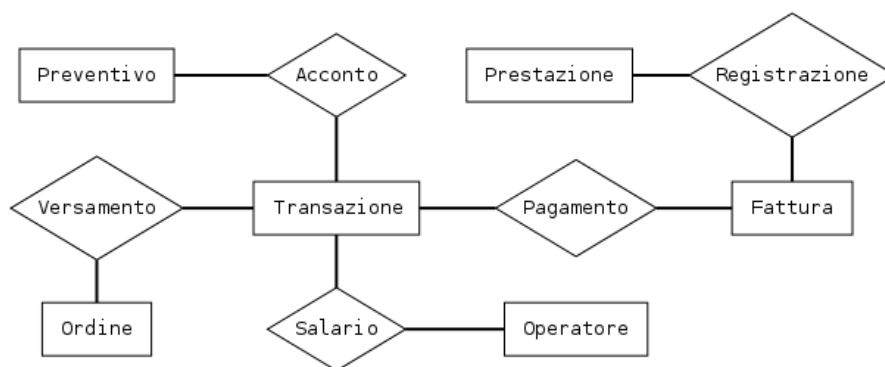 Preventivo
Acconto
Prestazione
Registrazione
Versamento
Transazione
Pagamento
Fattura
Ordine
Salario
Operatore